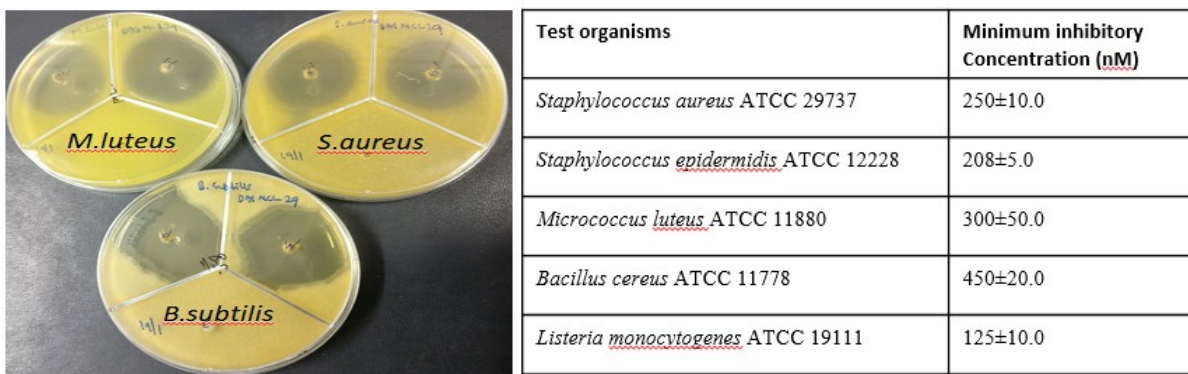 M.luteus
S.aureus
B. subtilis
B.subtilis
Test organisms
Minimum inhibitory
Concentration (nM)
Staphylococcus aureus ATCC 29737
250±10.0
Staphylococcus epidermidis ATCC 12228
208±5.0
Micrococcus luteus ATCC 11880
300±50.0
Bacillus cereus ATCC 11778
450±20.0
Listeria monocytogenes ATCC 19111
125±10.0